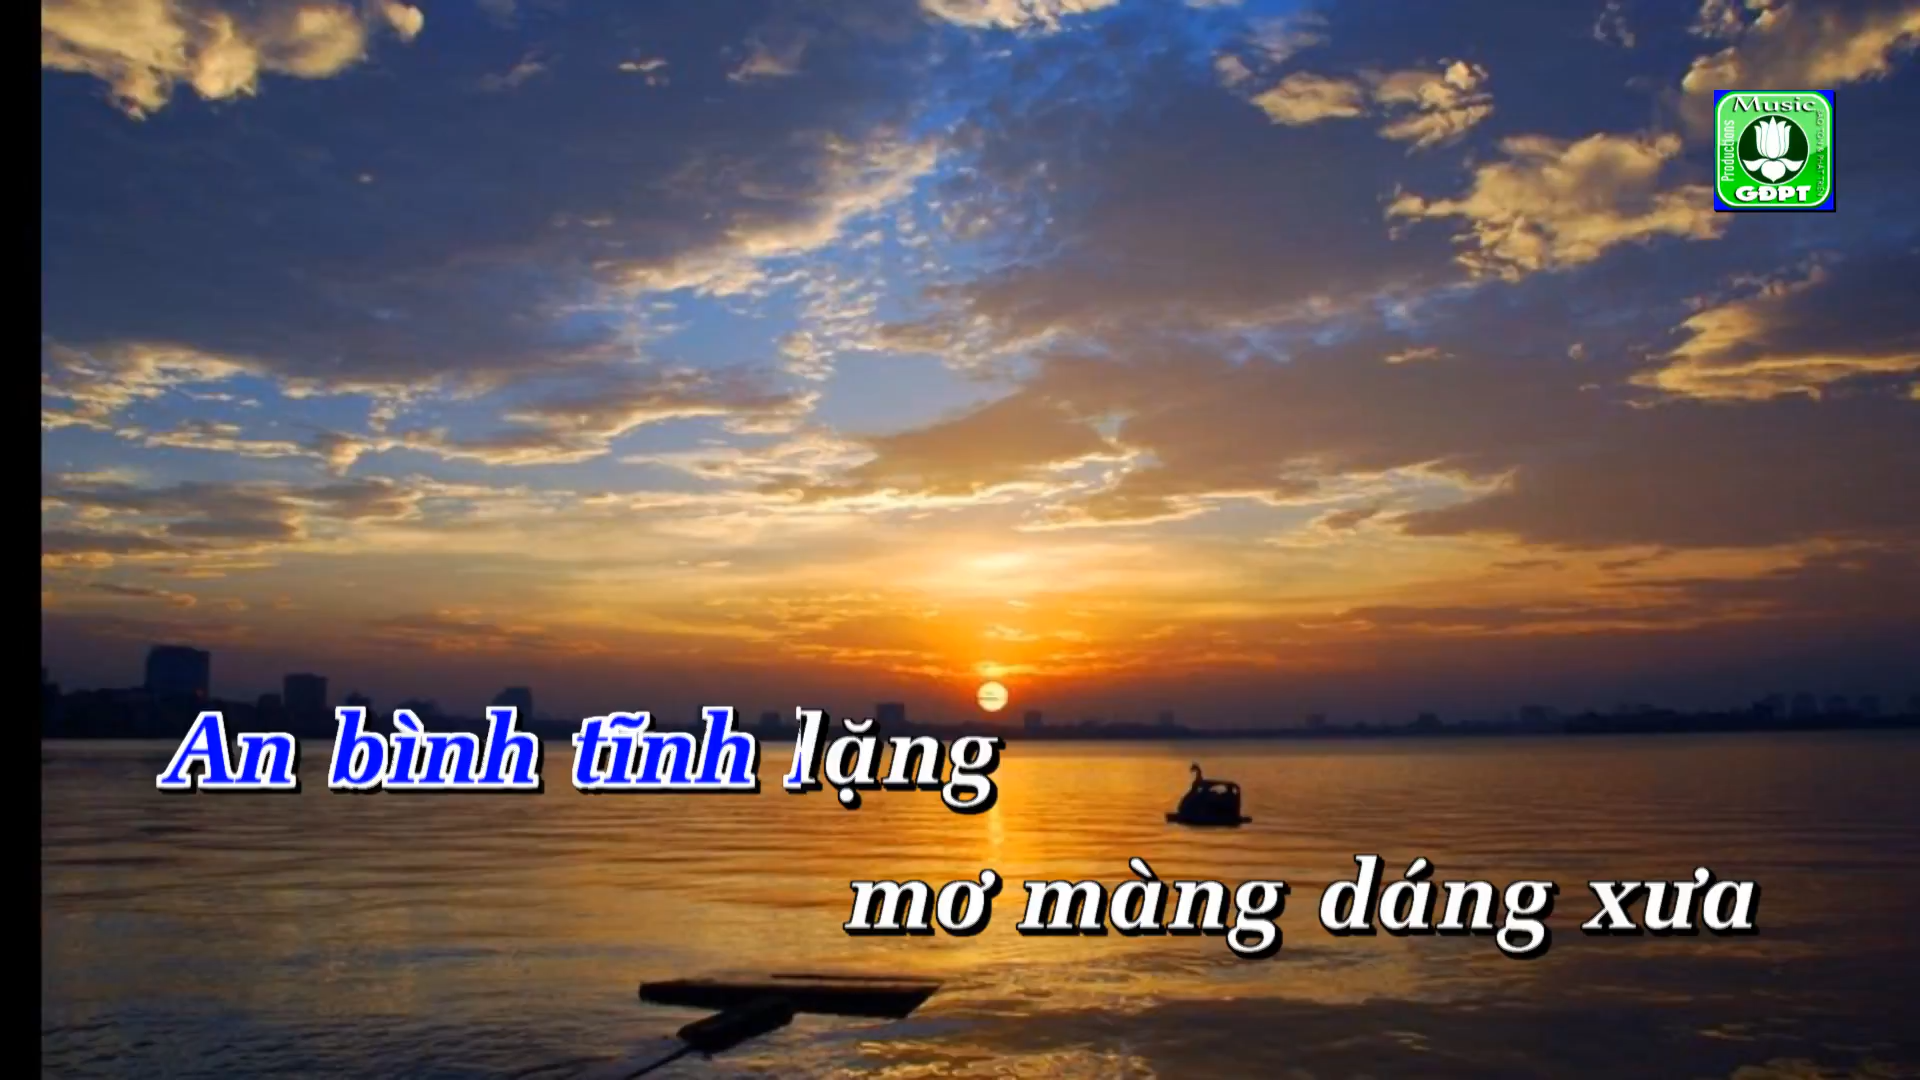 Music
Productions
GĐPT
An bình tĩnh lặng
mơ màng dáng xưa